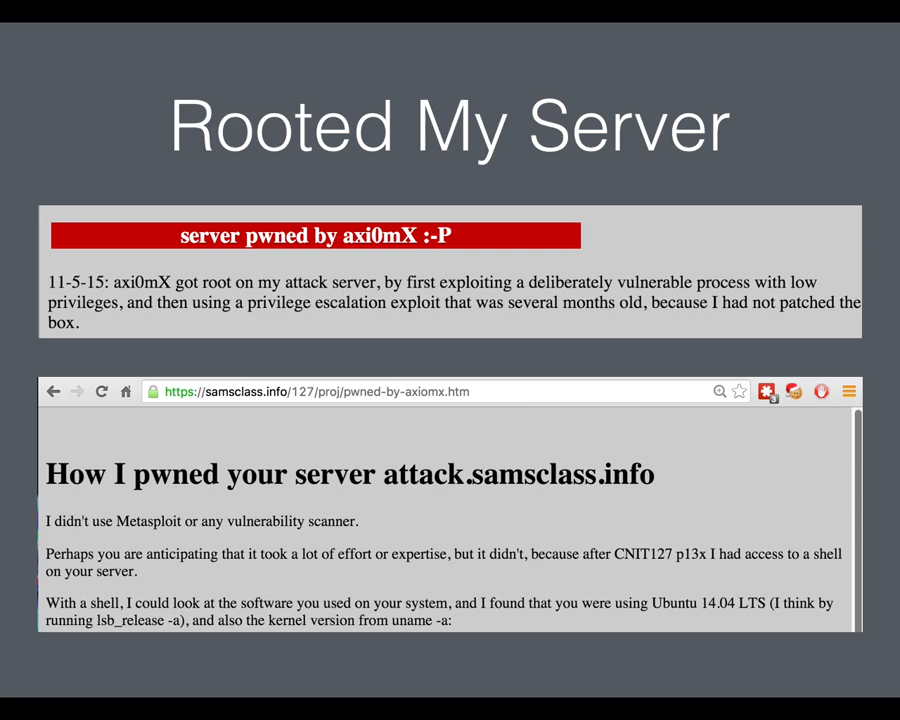 Rooted My Server
server pwned by axi0mX :-P
11-5-15: axi0mX got root on my attack server, by first exploiting a deliberately vulnerable process with low
privileges, and then using a privilege escalation exploit that was several months old, because I had not patched the
box.
https://samsclass.info/127/proj/pwned-by-axiomx.htm
3
How I pwned your server attack.samsclass.info
I didn't use Metasploit or any vulnerability scanner.
Perhaps you are anticipating that it took a lot of effort or expertise, but it didn't, because after CNIT127 p13x I had access to a shell
on your server.
With a shell, I could look at the software you used on your system, and I found that you were using Ubuntu 14.04 LTS (I think by
running lsb_release -a), and also the kernel version from uname -a: